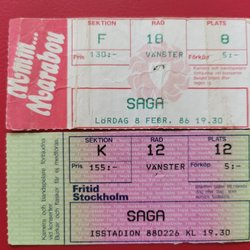 Mmm...
Marabou
SEKTION RAD PLATS
F 18 8
Pris 130:- VÄNSTER Förköp 5:-
SAGA
LÖRDAG 8 FEBR. 86 19.30
SEKTION RAD PLATS
K 12 12
Pris 155:- VÄNSTER Förköp 5:-
Fritid
Stockholm
SAGA
ISSTADION 880226 KL 19.30